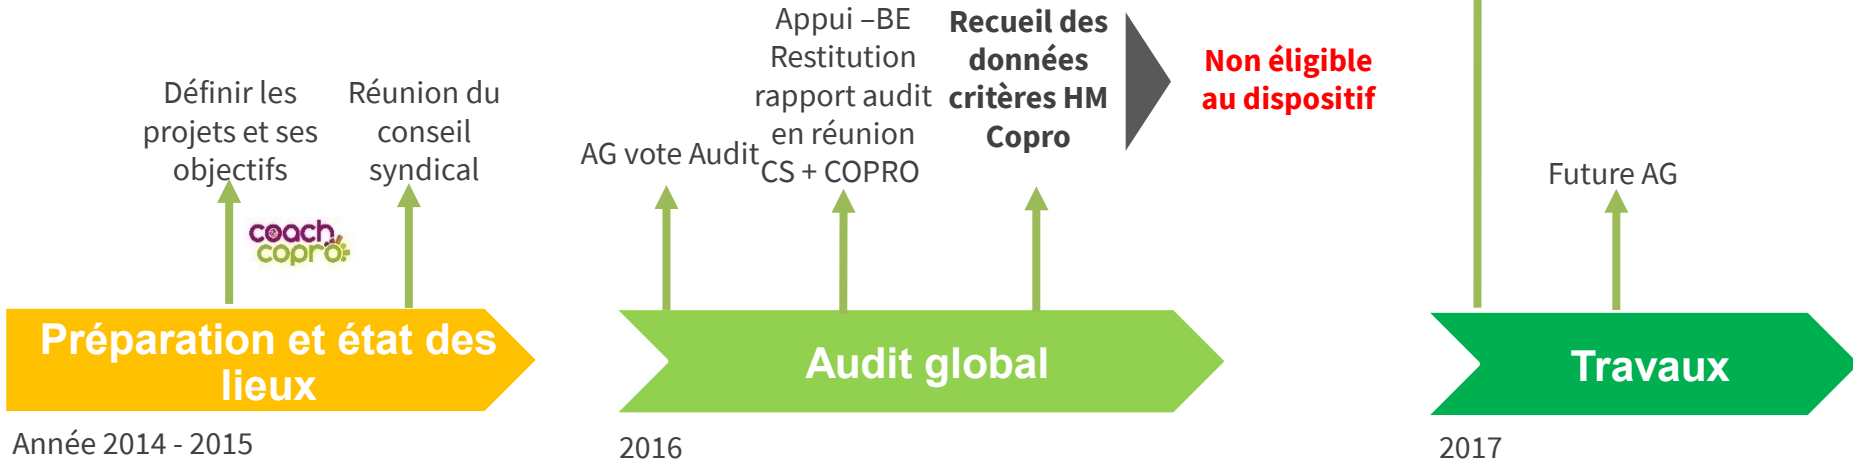 Définir les
projets et ses
objectifs
Réunion du
conseil
syndical
coach
copro
AG vote Audit
Appui –BE
Restitution
rapport audit
en réunion
CS + COPRO
Recueil des
données
critères HM
Copro
Non éligible
au dispositif
Future AG
Préparation et état des
lieux
Audit global
Travaux
Année 2014 - 2015
2016
2017